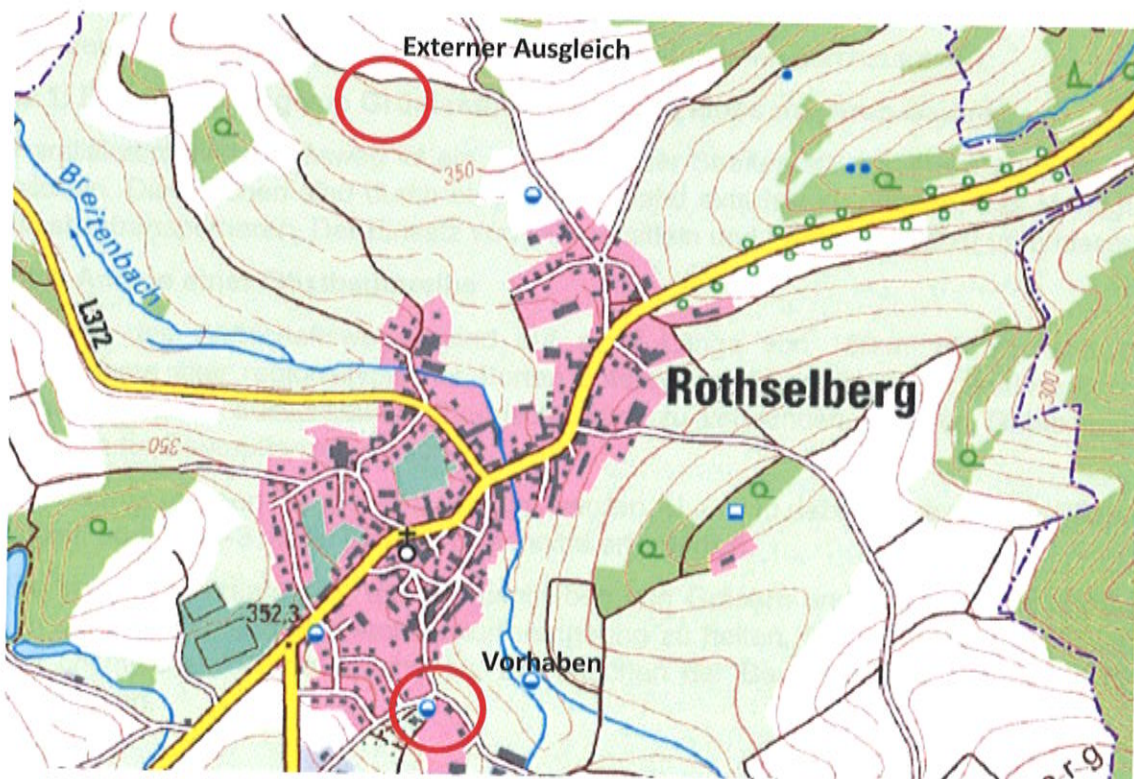 Externer Ausgleich
350
Breitenbach
L372
Rothselberg
300
350
352,3
Vorhaben
r-g